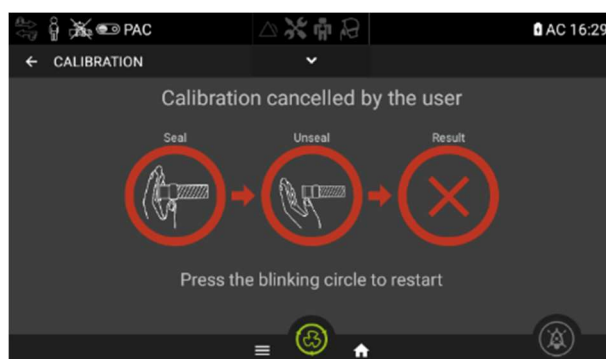 PAC
AC 16:29
CALIBRATION
Calibration cancelled by the user
Seal Unseal Result
Press the blinking circle to restart